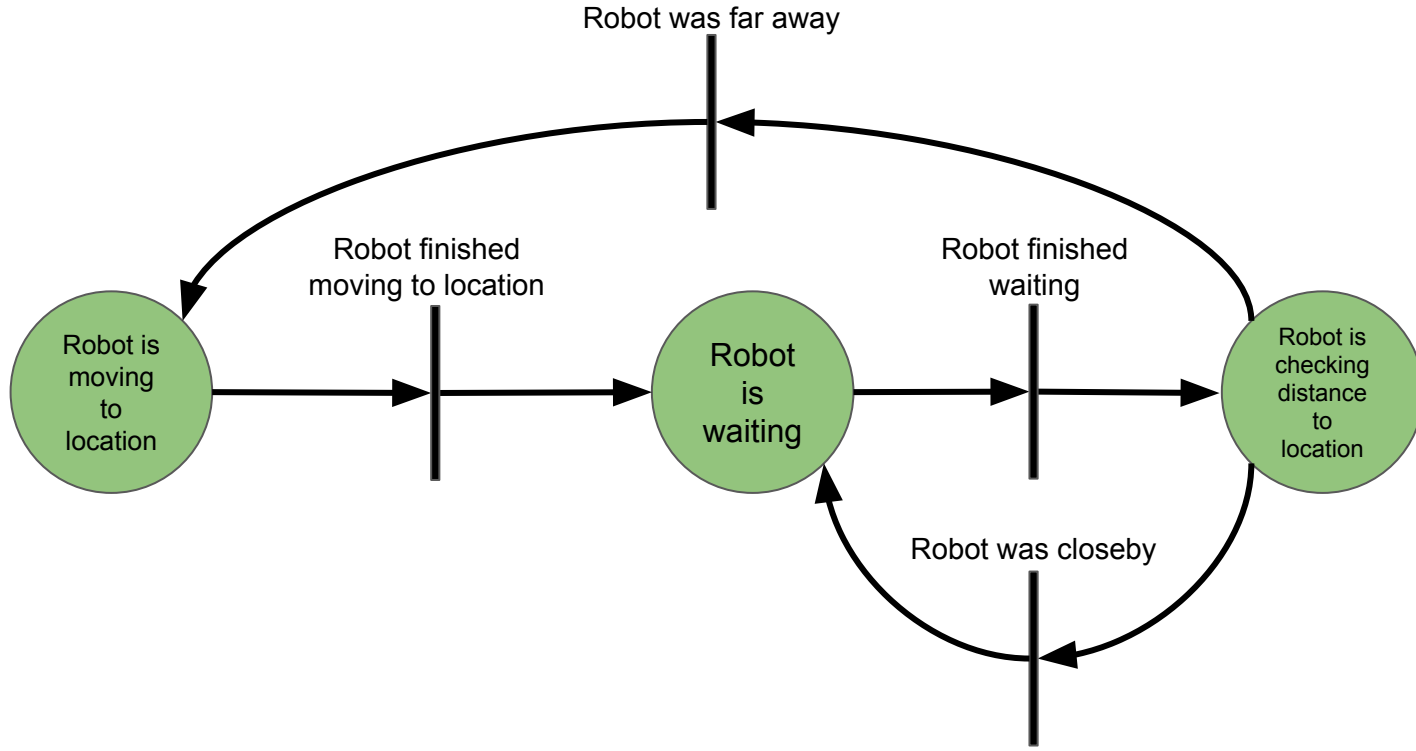 Robot was far away
Robot finished
moving to location
Robot finished
waiting
Robot is
moving
to
location
Robot
is
waiting
Robot is
checking
distance
to
location
Robot was closeby